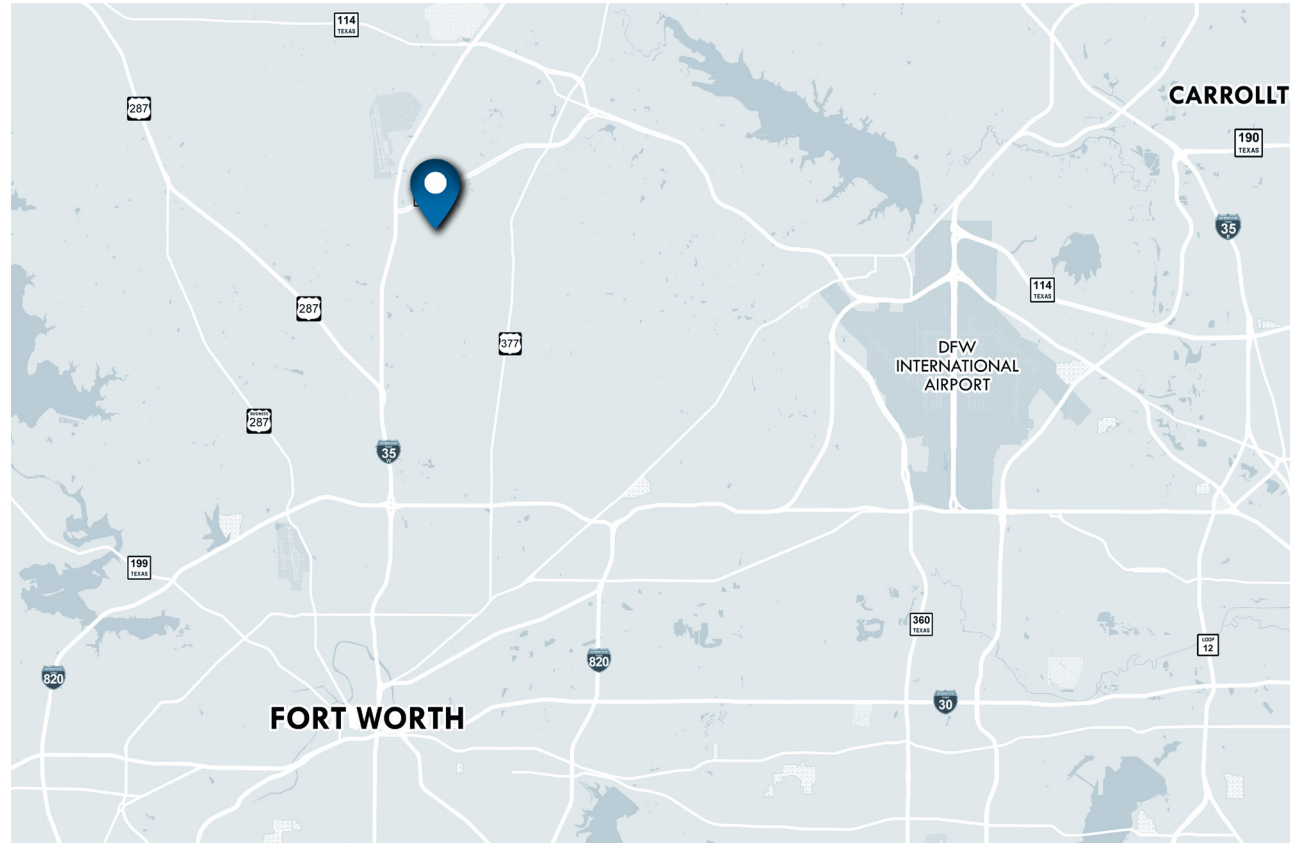 114
TEXAS
287
CARROLLT
190
TEXAS
35
E
287
114
TEXAS
377
DFW
INTERNATIONAL
AIRPORT
BUSINESS
287
35
W
199
TEXAS
360
TEXAS
LOOP
12
820
820
30
FORT WORTH